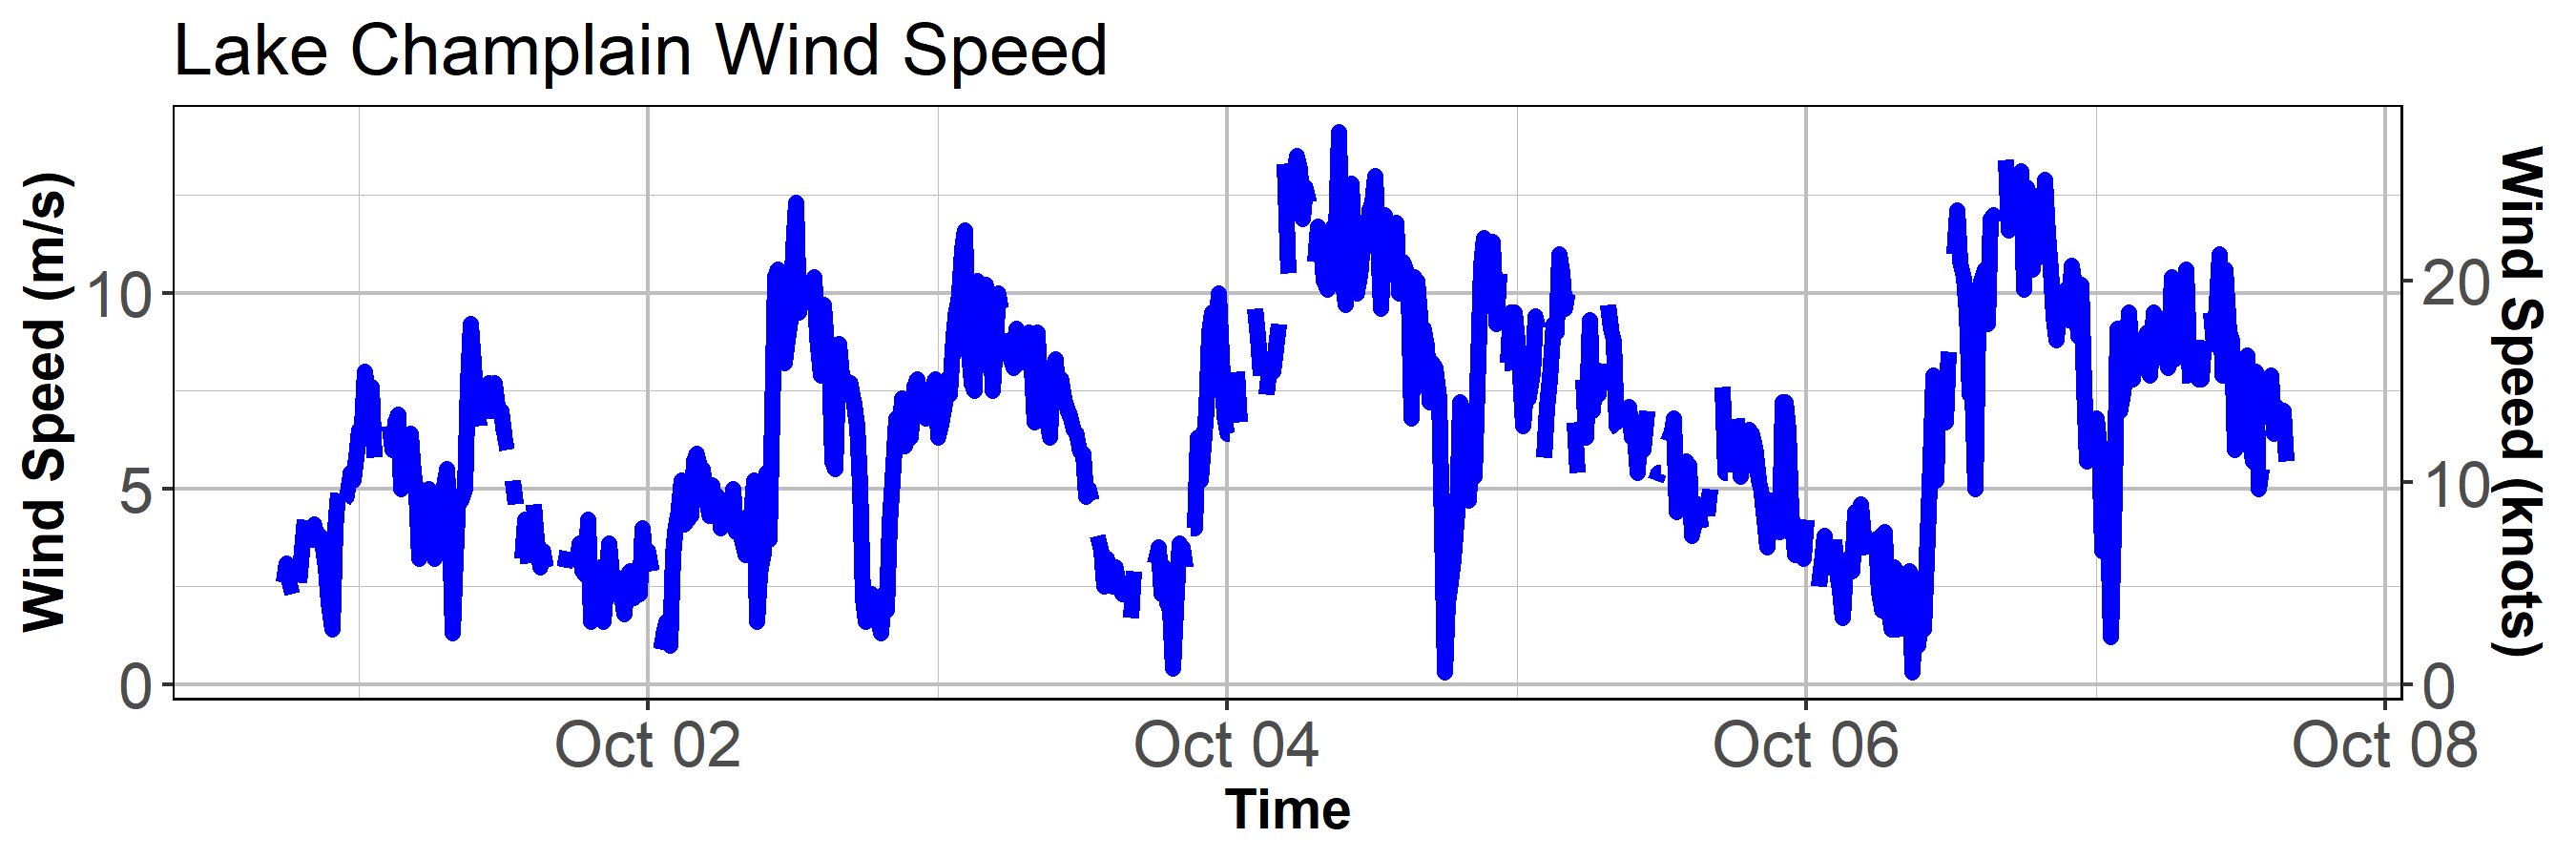 Lake Champlain Wind Speed
Wind Speed (m/s)
10
5
0
20
10
0
Wind Speed (knots)
Oct 02
Oct 04
Oct 06
Oct 08
Time